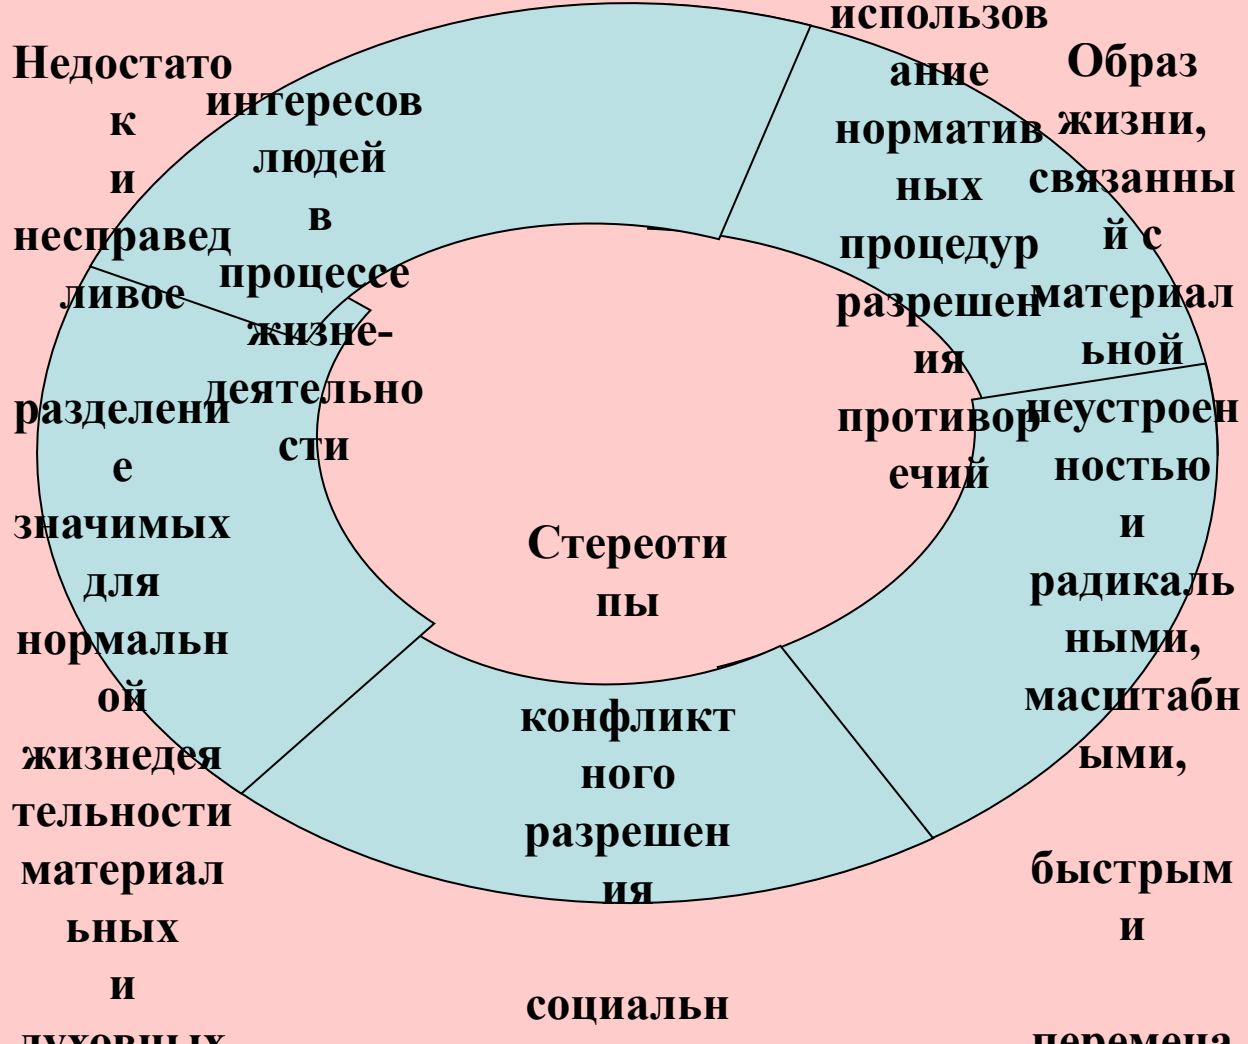 Недостато
к
и
несправед
ливое
разделени
е
значимых
для
нормальн
ой
жизнедея
тельности
материал
ьных
и
духовных
интересов
людей
в
процессе
жизне-
деятельно
сти
Стереоти
пы
конфликт
ного
разрешен
ия
социальн
использов
ание
норматив
ных
процедур
разрешен
ия
противор
ечий
Образ
жизни,
связанны
й с
материал
ьной
неустроен
ностью
и
радикаль
ными,
масштабн
ыми,
быстрым
и
перемена